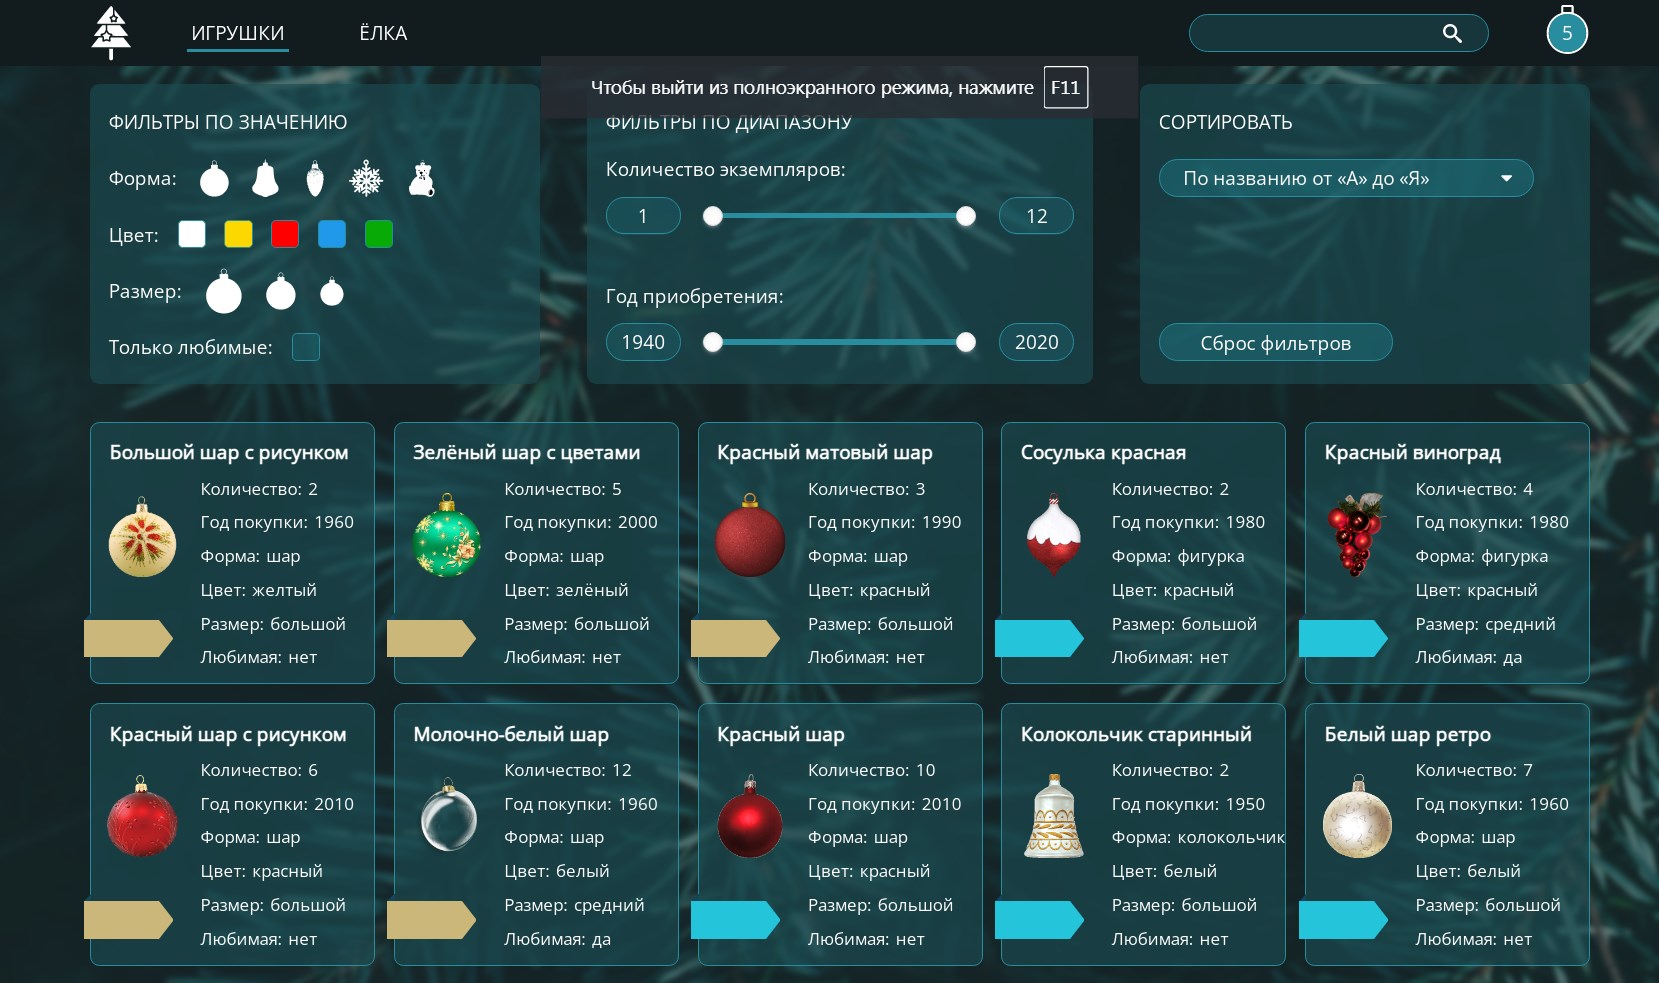 ИГРУШКИ ЁЛКА 5
Чтобы выйти из полноэкранного режима, нажмите F11
ФИЛЬТРЫ ПО ЗНАЧЕНИЮ
Форма:
Цвет:
Размер:
Только любимые:
ФИЛЬТРЫ ПО ДИАПАЗОНУ
Количество экземпляров:
1 12
Год приобретения:
1940 2020
СОРТИРОВАТЬ
По названию от «А» до «Я»
Сброс фильтров
Большой шар с рисунком
Количество: 2
Год покупки: 1960
Форма: шар
Цвет: желтый
Размер: большой
Любимая: нет
Зелёный шар с цветами
Количество: 5
Год покупки: 2000
Форма: шар
Цвет: зелёный
Размер: большой
Любимая: нет
Красный матовый шар
Количество: 3
Год покупки: 1990
Форма: шар
Цвет: красный
Размер: большой
Любимая: нет
Сосулька красная
Количество: 2
Год покупки: 1980
Форма: фигурка
Цвет: красный
Размер: большой
Любимая: нет
Красный виноград
Количество: 4
Год покупки: 1980
Форма: фигурка
Цвет: красный
Размер: средний
Любимая: да
Красный шар с рисунком
Количество: 6
Год покупки: 2010
Форма: шар
Цвет: красный
Размер: большой
Любимая: нет
Молочно-белый шар
Количество: 12
Год покупки: 1960
Форма: шар
Цвет: белый
Размер: средний
Любимая: да
Красный шар
Количество: 10
Год покупки: 2010
Форма: шар
Цвет: красный
Размер: большой
Любимая: нет
Колокольчик старинный
Количество: 2
Год покупки: 1950
Форма: колокольчик
Цвет: белый
Размер: большой
Любимая: нет
Белый шар ретро
Количество: 7
Год покупки: 1960
Форма: шар
Цвет: белый
Размер: большой
Любимая: нет